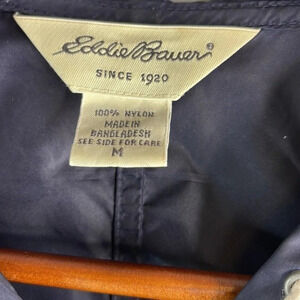 Eddie Bauer®
SINCE 1920
100% NYLON
MADE IN
BANGLADESH
SEE SIDE FOR CARE
M